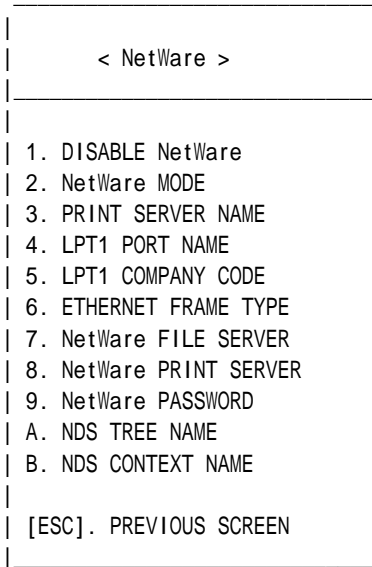 < NetWare >
1. DISABLE NetWare
2. NetWare MODE
3. PRINT SERVER NAME
4. LPT1 PORT NAME
5. LPT1 COMPANY CODE
6. ETHERNET FRAME TYPE
7. NetWare FILE SERVER
8. NetWare PRINT SERVER
9. NetWare PASSWORD
A. NDS TREE NAME
B. NDS CONTEXT NAME
[ESC]. PREVIOUS SCREEN